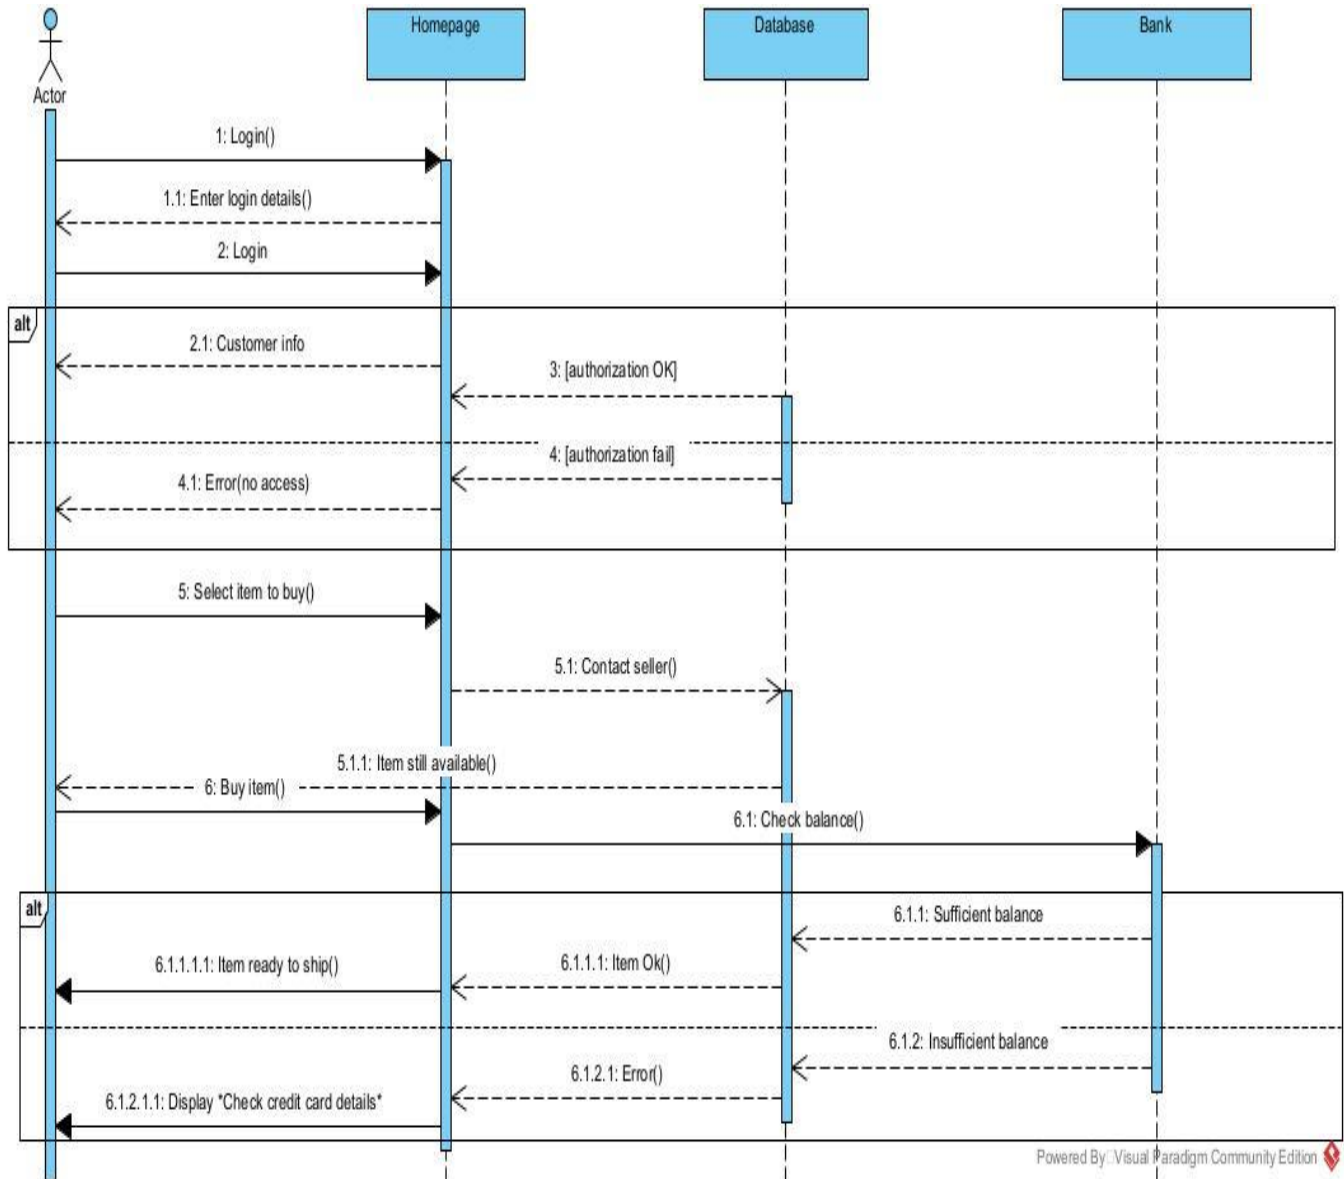 Homepage
Database
Bank
Actor
1: Login()
1.1: Enter login details()
2: Login
alt
2.1: Customer info
3: [authorization OK]
4: [authorization fail]
4.1: Error(no access)
5: Select item to buy()
5.1: Contact seller()
5.1.1: Item still available()
6: Buy item()
6.1: Check balance()
alt
6.1.1: Sufficient balance
6.1.1.1: Item Ok()
6.1.1.1.1: Item ready to ship()
6.1.2: Insufficient balance
6.1.2.1: Error()
6.1.2.1.1: Display *Check credit card details*
Powered By Visual Paradigm Community Edition